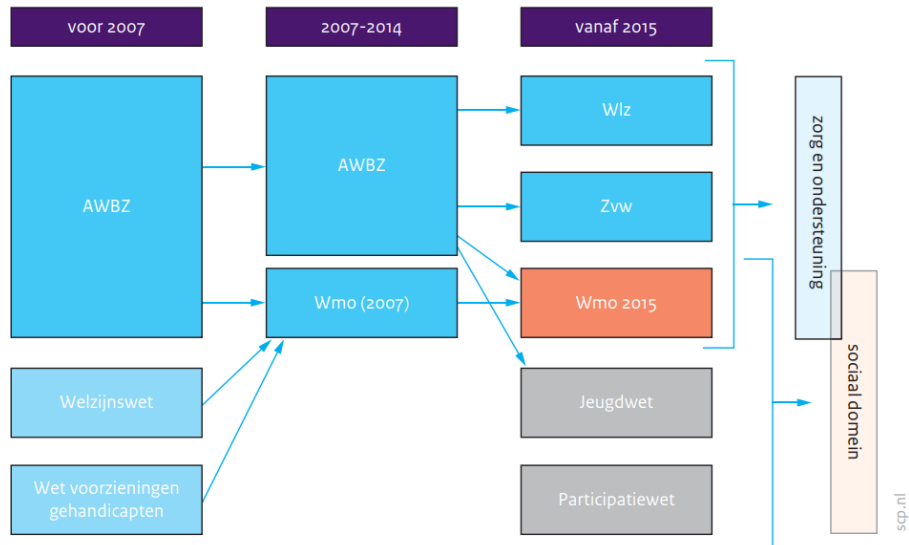 voor 2007
2007-2014
vanaf 2015
AWBZ
AWBZ
Wlz
Zvw
Wmo (2007)
Wmo 2015
Welzijnswet
Jeugdwet
Wet voorzieningen
gehandicapten
Participatiewet
zorg en ondersteuning
sociaal domein
scp.nl